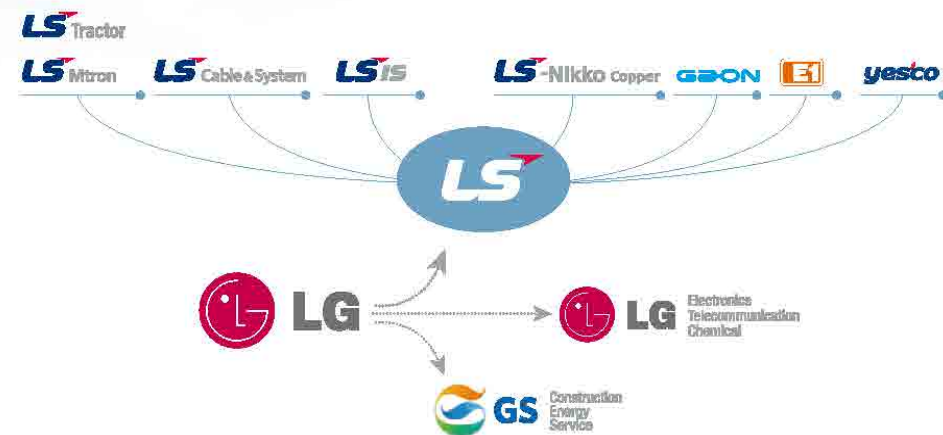 LS Tractor
LS Mtron LS Cable & System LS IS LS -Nikko Copper GAON E1 yesco
LS
LG LG Electronics
Telecommunication
Chemical
GS Construction
Energy
Service